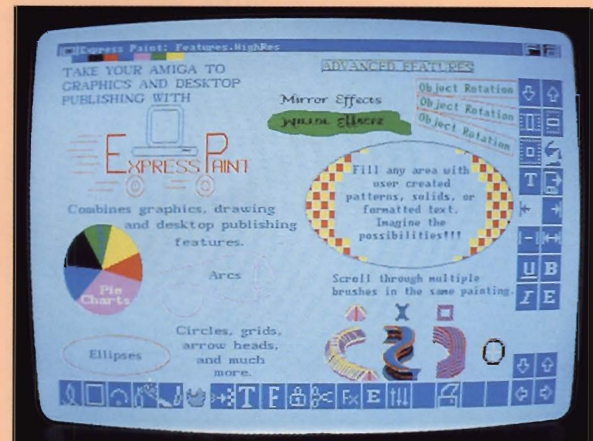 Express Paint: Features.HighRes
TAKE YOUR AMIGA TO
GRAPHICS AND DESKTOP
PUBLISHING WITH
EXPRESS PAINT
Combines graphics, drawing
and desktop publishing
features.
Pie
Charts
Arcs
Ellipses
Circles, grids,
arrow heads,
and much
more.
ADVANCED FEATURES
Mirror Effects
Object Rotation
Object Rotation
Object Rotation
Fill any area with
user created
patterns, solids, or
formatted text.
Imagine the
possibilities!!!
Scroll through multiple
brushes in the same painting.
T
U B
I E
T F Fx E